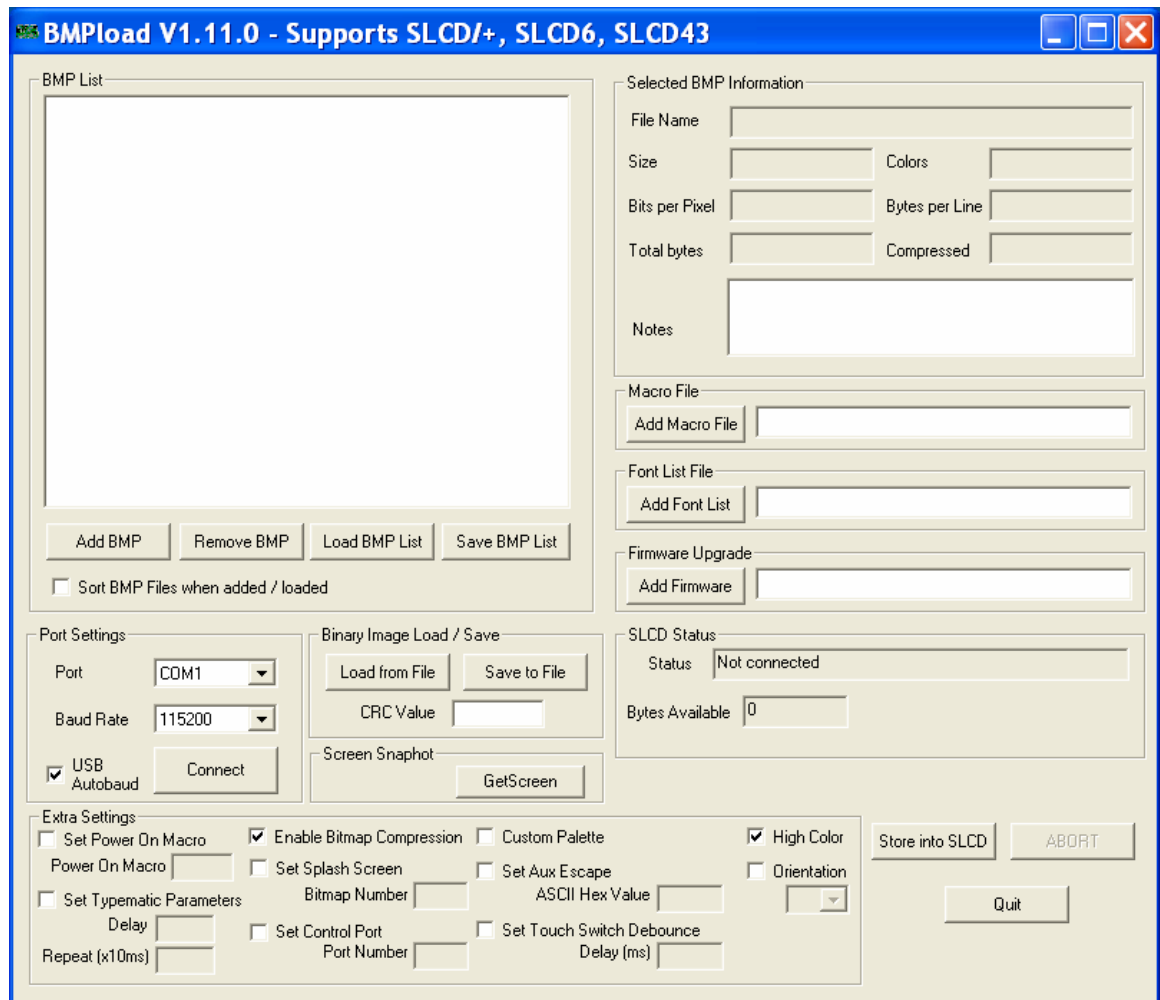 BMPload V1.11.0 - Supports SLCD/+, SLCD6, SLCD43
BMP List
Add BMP
Remove BMP
Load BMP List
Save BMP List
Sort BMP Files when added / loaded
Selected BMP Information
File Name
Size
Colors
Bits per Pixel
Bytes per Line
Total bytes
Compressed
Notes
Macro File
Add Macro File
Font List File
Add Font List
Firmware Upgrade
Add Firmware
Port Settings
Port
COM1
Baud Rate
115200
USB
Autobaud
Connect
Binary Image Load / Save
Load from File
Save to File
CRC Value
Screen Snaphot
GetScreen
SLCD Status
Status
Not connected
Bytes Available
0
Extra Settings
Set Power On Macro
Power On Macro
Set Typematic Parameters
Delay
Repeat (x10ms)
Enable Bitmap Compression
Set Splash Screen
Bitmap Number
Set Control Port
Port Number
Custom Palette
Set Aux Escape
ASCII Hex Value
Set Touch Switch Debounce
Delay (ms)
High Color
Orientation
Store into SLCD
ABORT
Quit